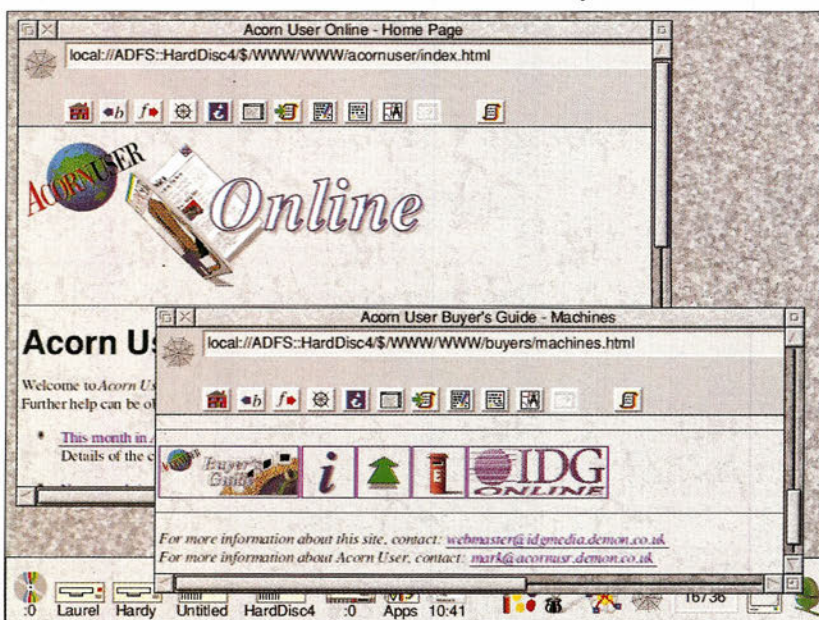 Acorn User Online - Home Page
local://ADFS::HardDisc4/$/WWW/WWW/acornuser/index.html
b f i
ACORN USER
Online
Acorn Us
Welcome to Acorn Us
Further help can be ob
This month in A
Details of the c
Acorn User Buyer's Guide - Machines
local://ADFS::HardDisc4/$/WWW/WWW/buyers/machines.html
b f i
Buyer's Guide i IDG ONLINE
For more information about this site, contact: webmaster@idgmedia.demon.co.uk
For more information about Acorn User, contact: mark@acornusr.demon.co.uk
:0 Laurel Hardy Untitled HardDisc4 :0 Apps 10:41 16736